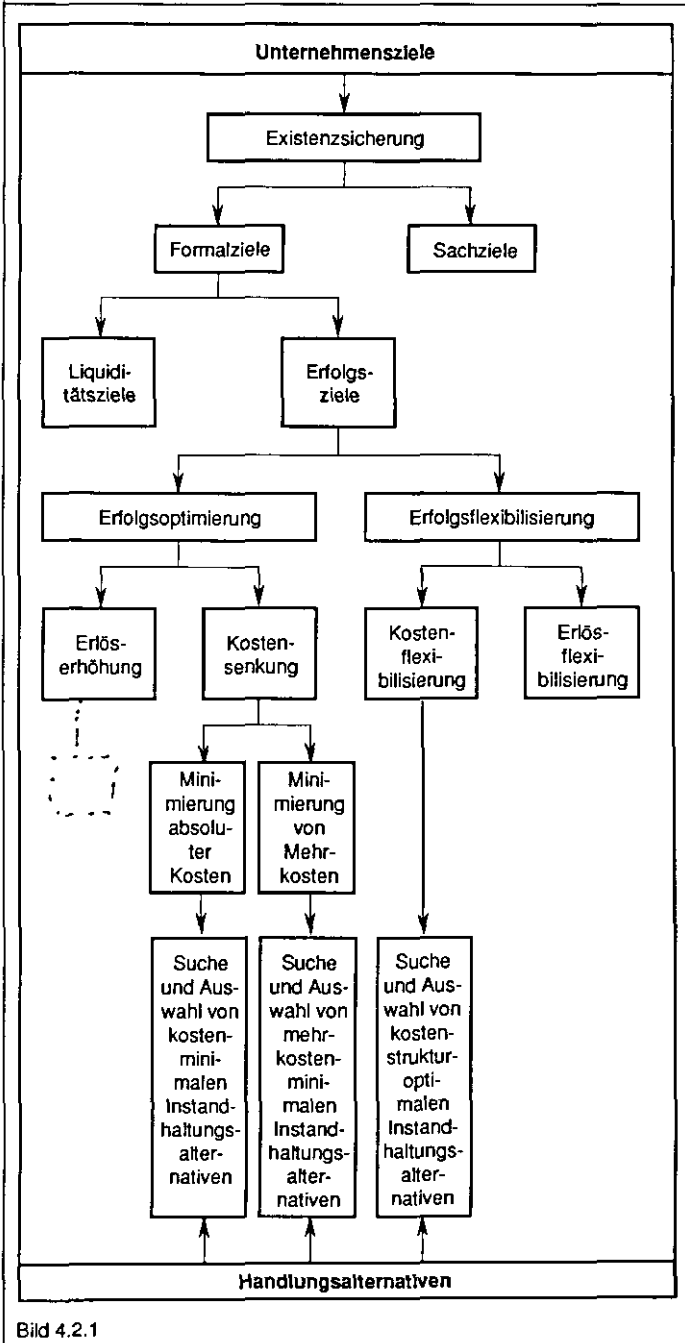 Unternehmensziele
Existenzsicherung
Formalziele
Sachziele
Liquidi-
tätsziele
Erfolgs-
ziele
Erfolgsoptimierung
Erfolgsflexibilisierung
Erlös-
erhöhung
Kosten-
senkung
Kosten-
flexi-
bilisierung
Erlös-
flexi-
bilisierung
Mini-
mierung
absolu-
ter
Kosten
Mini-
mierung
von
Mehr-
kosten
Suche
und Aus-
wahl von
kosten-
mini-
malen
Instand-
haltungs-
alter-
nativen
Suche
und Aus-
wahl von
mehr-
kosten-
mini-
malen
Instand-
haltungs-
alter-
nativen
Suche
und Aus-
wahl von
kosten-
struktur-
opti-
malen
Instand-
haltungs-
alter-
nativen
Handlungsalternativen
Bild 4.2.1